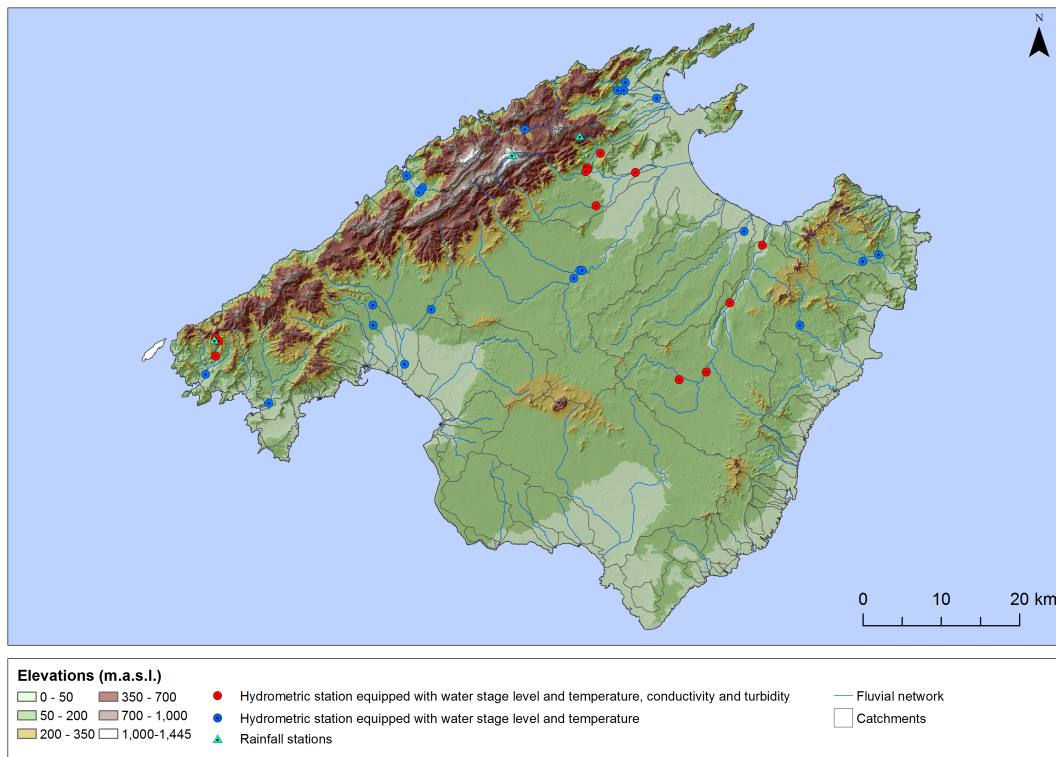 N
0 10 20 km
Elevations (m.a.s.l.)
0 - 50
50 - 200
200 - 350
350 - 700
700 - 1,000
1,000-1,445
Hydrometric station equipped with water stage level and temperature, conductivity and turbidity
Hydrometric station equipped with water stage level and temperature
Rainfall stations
Fluvial network
Catchments